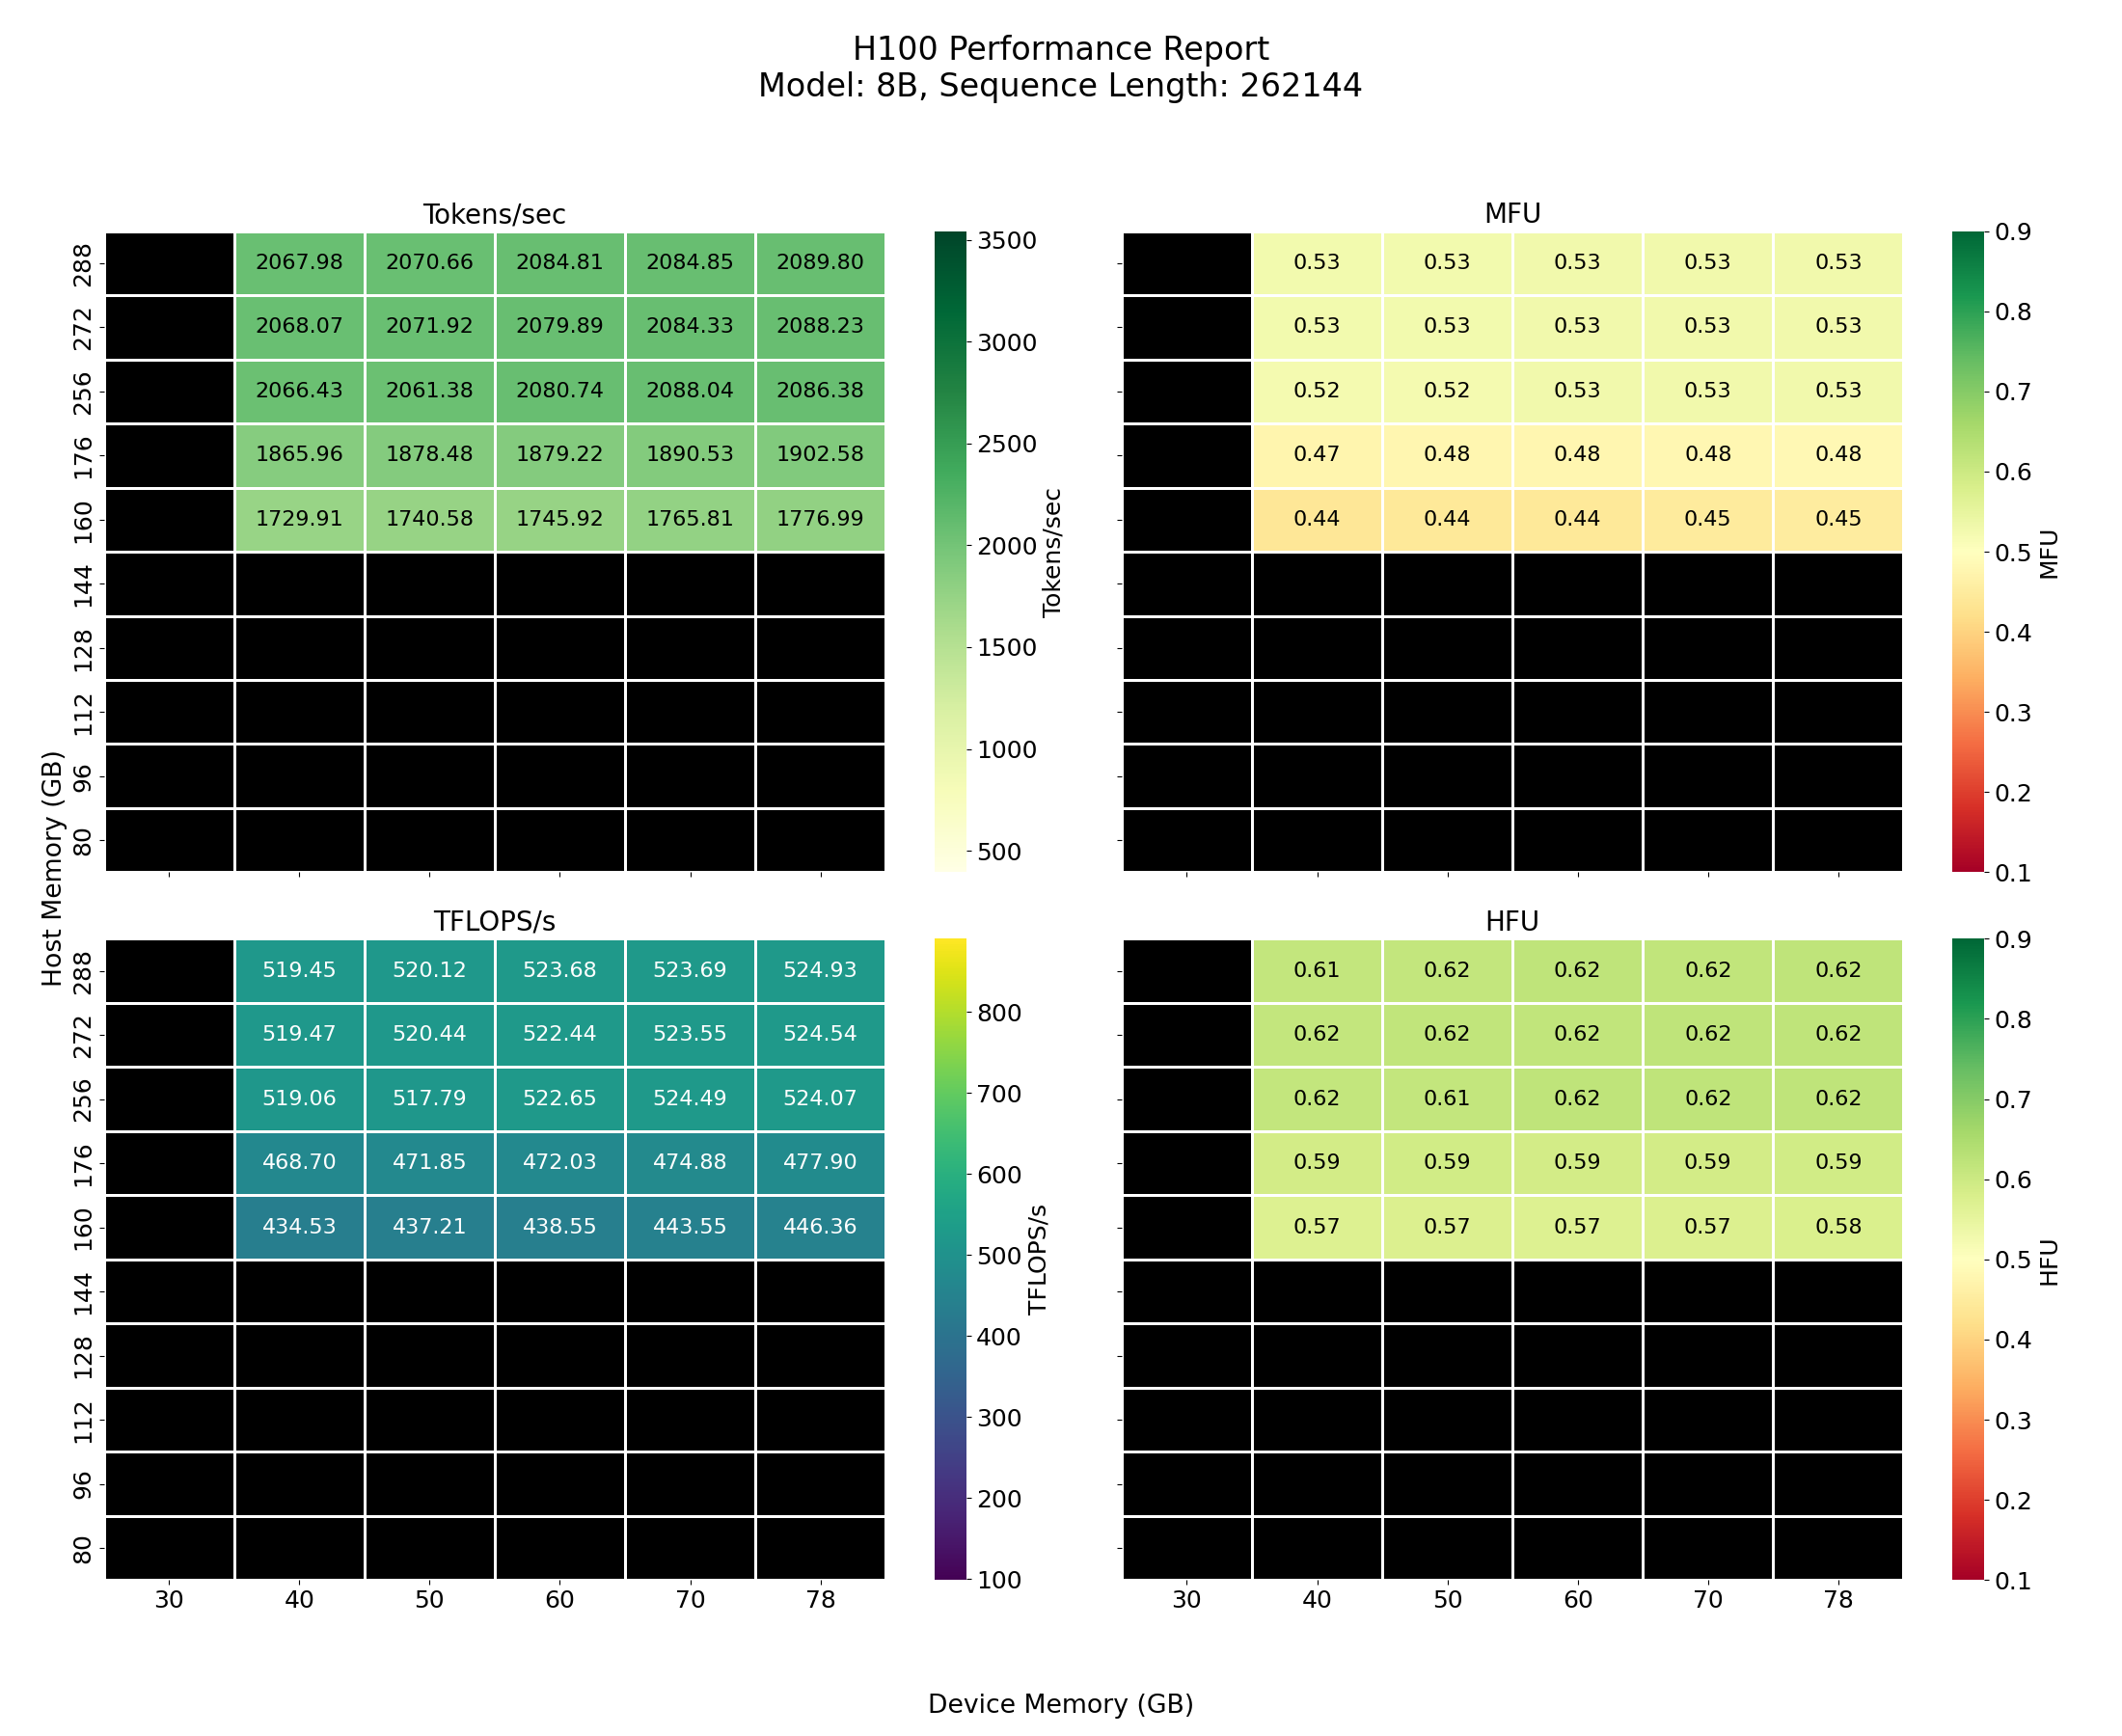 H100 Performance Report
Model: 8B, Sequence Length: 262144
Tokens/sec
288 2067.98 2070.66 2084.81 2084.85 2089.80
272 2068.07 2071.92 2079.89 2084.33 2088.23
256 2066.43 2061.38 2080.74 2088.04 2086.38
176 1865.96 1878.48 1879.22 1890.53 1902.58
160 1729.91 1740.58 1745.92 1765.81 1776.99
144
128
112
96
80
3500
3000
2500
2000
1500
1000
500
Tokens/sec
MFU
0.53 0.53 0.53 0.53 0.53
0.53 0.53 0.53 0.53 0.53
0.52 0.52 0.53 0.53 0.53
0.47 0.48 0.48 0.48 0.48
0.44 0.44 0.44 0.45 0.45
0.9
0.8
0.7
0.6
0.5
0.4
0.3
0.2
0.1
MFU
Host Memory (GB)
TFLOPS/s
288 519.45 520.12 523.68 523.69 524.93
272 519.47 520.44 522.44 523.55 524.54
256 519.06 517.79 522.65 524.49 524.07
176 468.70 471.85 472.03 474.88 477.90
160 434.53 437.21 438.55 443.55 446.36
144
128
112
96
80
30 40 50 60 70 78
800
700
600
500
400
300
200
100
TFLOPS/s
HFU
0.61 0.62 0.62 0.62 0.62
0.62 0.62 0.62 0.62 0.62
0.62 0.61 0.62 0.62 0.62
0.59 0.59 0.59 0.59 0.59
0.57 0.57 0.57 0.57 0.58
30 40 50 60 70 78
0.9
0.8
0.7
0.6
0.5
0.4
0.3
0.2
0.1
HFU
Device Memory (GB)